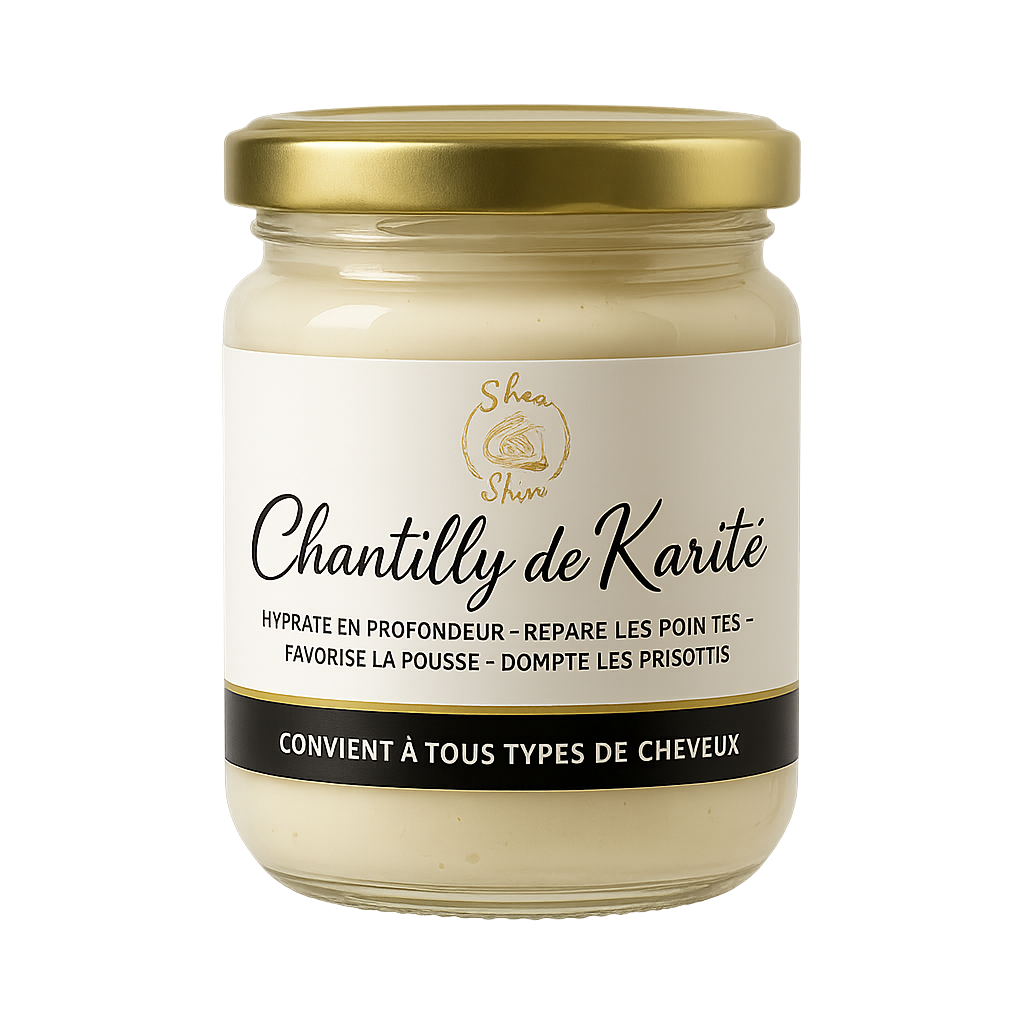 Shea
Shine
Chantilly de Karité
HYPRATE EN PROFONDEUR – REPARE LES POIN TES –
FAVORISE LA POUSSE – DOMPTE LES PRISOTTIS
CONVIENT À TOUS TYPES DE CHEVEUX